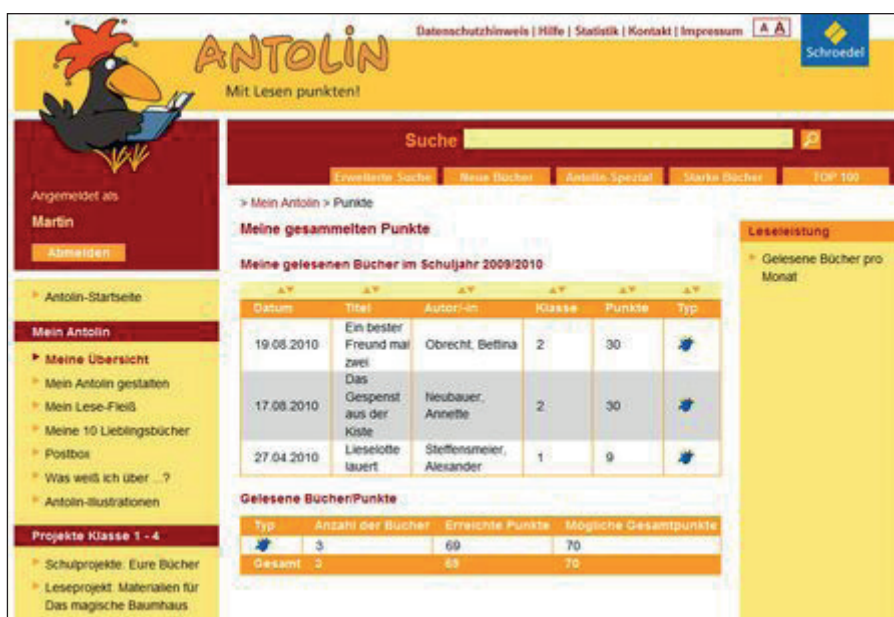 Datenschutzhinweis | Hilfe | Statistik | Kontakt | Impressum A A
Schroedel
ANTOLIN
Mit Lesen punkten!
Suche
Erweiterte Suche Neue Bücher Antolin-Spezial Starke Bücher TOP 100
Angemeldet als
Martin
Abmelden
Antolin-Startseite
Mein Antolin
Meine Übersicht
Mein Antolin gestalten
Mein Lese-Fleiß
Meine 10 Lieblingsbücher
Postbox
Was weiß ich über ...?
Antolin-Illustrationen
Projekte Klasse 1 - 4
Schulprojekte: Eure Bücher
Leseprojekt: Materialien für
Das magische Baumhaus
> Mein Antolin > Punkte
Meine gesammelten Punkte
Meine gelesenen Bücher im Schuljahr 2009/2010
Datum Titel Autor/-in Klasse Punkte Typ
Ein bester
19.08.2010 Freund mal Obrecht, Bettina 2 30
zwei
Das
Gespenst Neubauer,
17.08.2010 aus der Annette 2 30
Kiste
Lieselotte Steffensmeier,
27.04.2010 lauert Alexander 1 9
Gelesene Bücher/Punkte
Typ Anzahl der Bücher Erreichte Punkte Mögliche Gesamtpunkte
3 69 70
Gesamt 3 69 70
Leseleistung
Gelesene Bücher pro
Monat